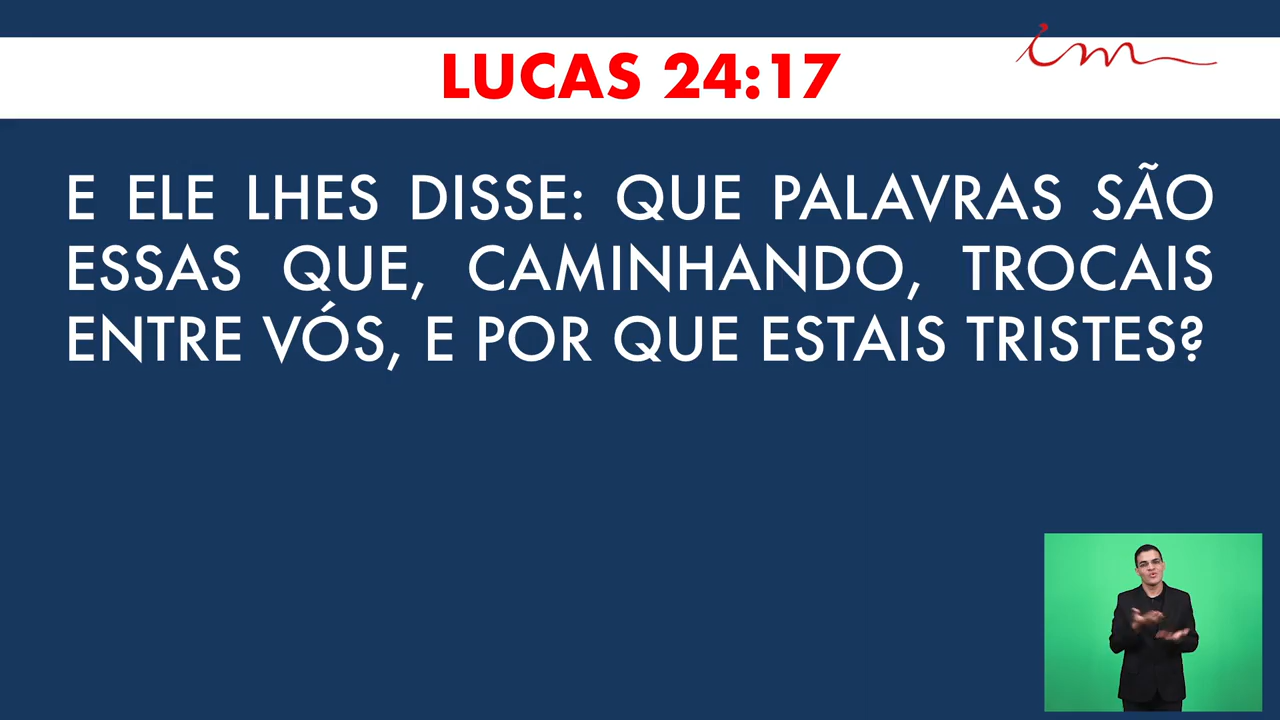 im
LUCAS 24:17
E ELE LHES DISSE: QUE PALAVRAS SÃO
ESSAS QUE, CAMINHANDO, TROCAIS
ENTRE VÓS, E POR QUE ESTAIS TRISTES?